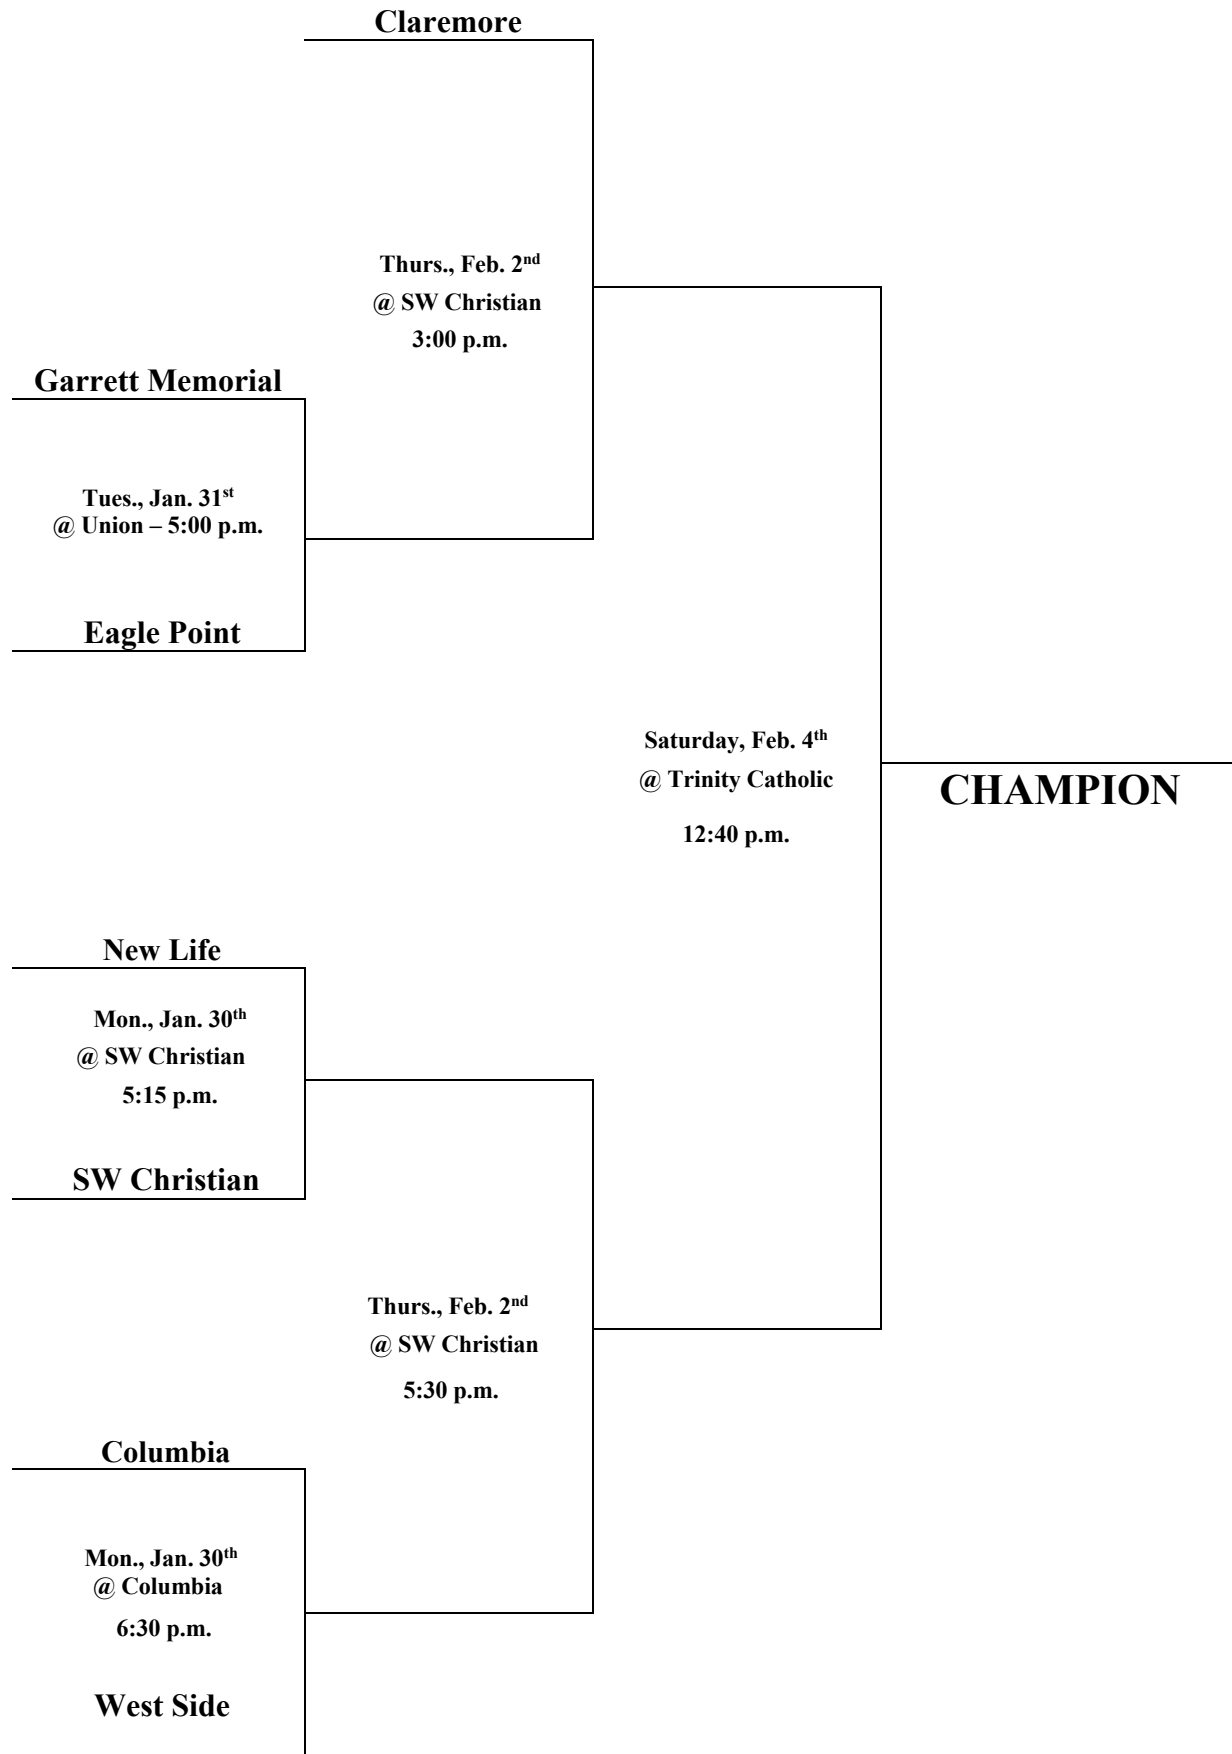 Claremore
Thurs., Feb. 2nd
@ SW Christian
3:00 p.m.
Garrett Memorial
Tues., Jan. 31st
@ Union – 5:00 p.m.
Eagle Point
Saturday, Feb. 4th
@ Trinity Catholic
12:40 p.m.
CHAMPION
New Life
Mon., Jan. 30th
@ SW Christian
5:15 p.m.
SW Christian
Thurs., Feb. 2nd
@ SW Christian
5:30 p.m.
Columbia
Mon., Jan. 30th
@ Columbia
6:30 p.m.
West Side